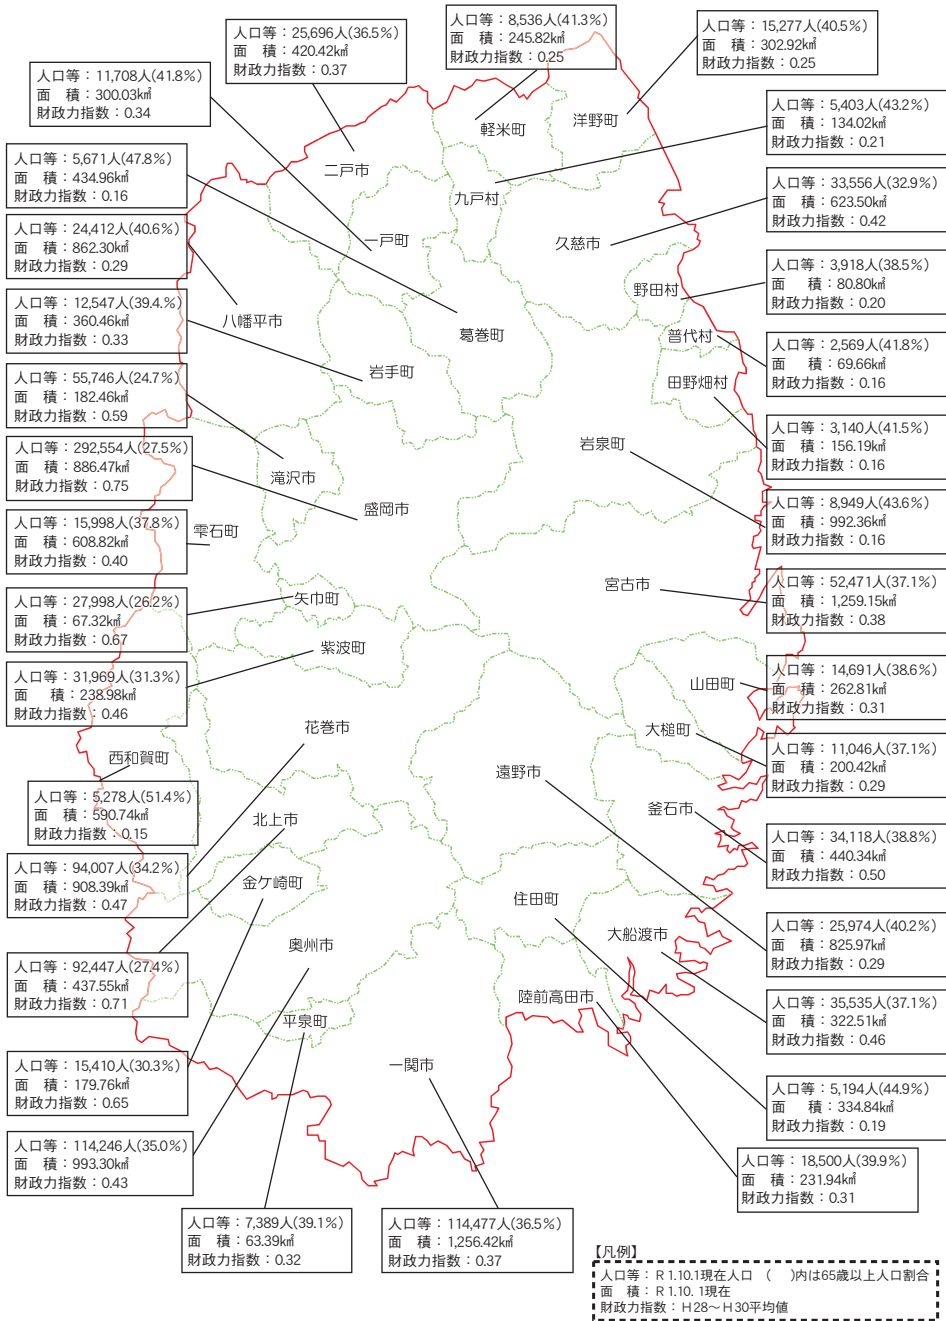 人口等：25,696人(36.5%)
面　積：420.42㎢
財政力指数：0.37
人口等：8,536人(41.3%)
面　積：245.82㎢
財政力指数：0.25
人口等：15,277人(40.5%)
面　積：302.92㎢
財政力指数：0.25
人口等：11,708人(41.8%)
面　積：300.03㎢
財政力指数：0.34
人口等：5,403人(43.2%)
面　積：134.02㎢
財政力指数：0.21
人口等：5,671人(47.8%)
面　積：434.96㎢
財政力指数：0.16
人口等：33,556人(32.9%)
面　積：623.50㎢
財政力指数：0.42
人口等：24,412人(40.6%)
面　積：862.30㎢
財政力指数：0.29
人口等：3,918人(38.5%)
面　積：80.80㎢
財政力指数：0.20
人口等：12,547人(39.4.%)
面　積：360.46㎢
財政力指数：0.33
人口等：2,569人(41.8%)
面　積：69.66㎢
財政力指数：0.16
人口等：55,746人(24.7%)
面　積：182.46㎢
財政力指数：0.59
人口等：3,140人(41.5%)
面　積：156.19㎢
財政力指数：0.16
人口等：292,554人(27.5%)
面　積：886.47㎢
財政力指数：0.75
人口等：8,949人(43.6%)
面　積：992.36㎢
財政力指数：0.16
人口等：15,998人(37.8%)
面　積：608.82㎢
財政力指数：0.40
人口等：52,471人(37.1%)
面　積：1,259.15㎢
財政力指数：0.38
人口等：27,998人(26.2%)
面　積：67.32㎢
財政力指数：0.67
人口等：14,691人(38.6%)
面　積：262.81㎢
財政力指数：0.31
人口等：31,969人(31.3%)
面　積：238.98㎢
財政力指数：0.46
人口等：11,046人(37.1%)
面　積：200.42㎢
財政力指数：0.29
人口等：5,278人(51.4%)
面　積：590.74㎢
財政力指数：0.15
人口等：34,118人(38.8%)
面　積：440.34㎢
財政力指数：0.50
人口等：94,007人(34.2%)
面　積：908.39㎢
財政力指数：0.47
人口等：25,974人(40.2%)
面　積：825.97㎢
財政力指数：0.29
人口等：92,447人(27.4%)
面　積：437.55㎢
財政力指数：0.71
人口等：35,535人(37.1%)
面　積：322.51㎢
財政力指数：0.46
人口等：15,410人(30.3%)
面　積：179.76㎢
財政力指数：0.65
人口等：5,194人(44.9%)
面　積：334.84㎢
財政力指数：0.19
人口等：114,246人(35.0%)
面　積：993.30㎢
財政力指数：0.43
人口等：18,500人(39.9%)
面　積：231.94㎢
財政力指数：0.31
人口等：7,389人(39.1%)
面　積：63.39㎢
財政力指数：0.32
人口等：114,477人(36.5%)
面　積：1,256.42㎢
財政力指数：0.37
軽米町
洋野町
二戸市
九戸村
一戸町
久慈市
野田村
八幡平市
葛巻町
普代村
岩手町
田野畑村
岩泉町
滝沢市
盛岡市
雫石町
宮古市
矢巾町
紫波町
山田町
花巻市
大槌町
西和賀町
遠野市
釜石市
北上市
金ケ崎町
住田町
奥州市
大船渡市
陸前高田市
平泉町
一関市
【凡例】
人口等：Ｒ1.10.1現在人口　（　）内は65歳以上人口割合
面　積：Ｒ1.10. 1現在
財政力指数：Ｈ28～Ｈ30平均値